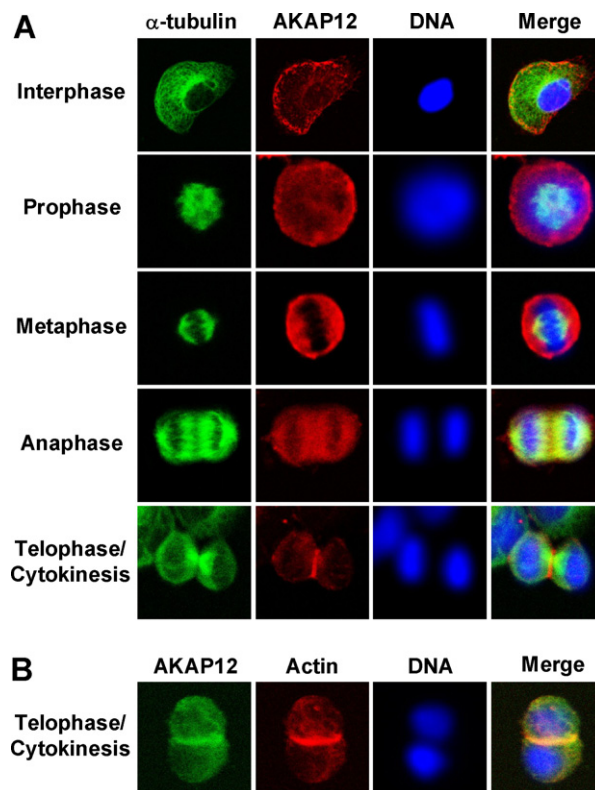 A
α-tubulin AKAP12 DNA Merge
Interphase
Prophase
Metaphase
Anaphase
Telophase/
Cytokinesis
B
AKAP12 Actin DNA Merge
Telophase/
Cytokinesis